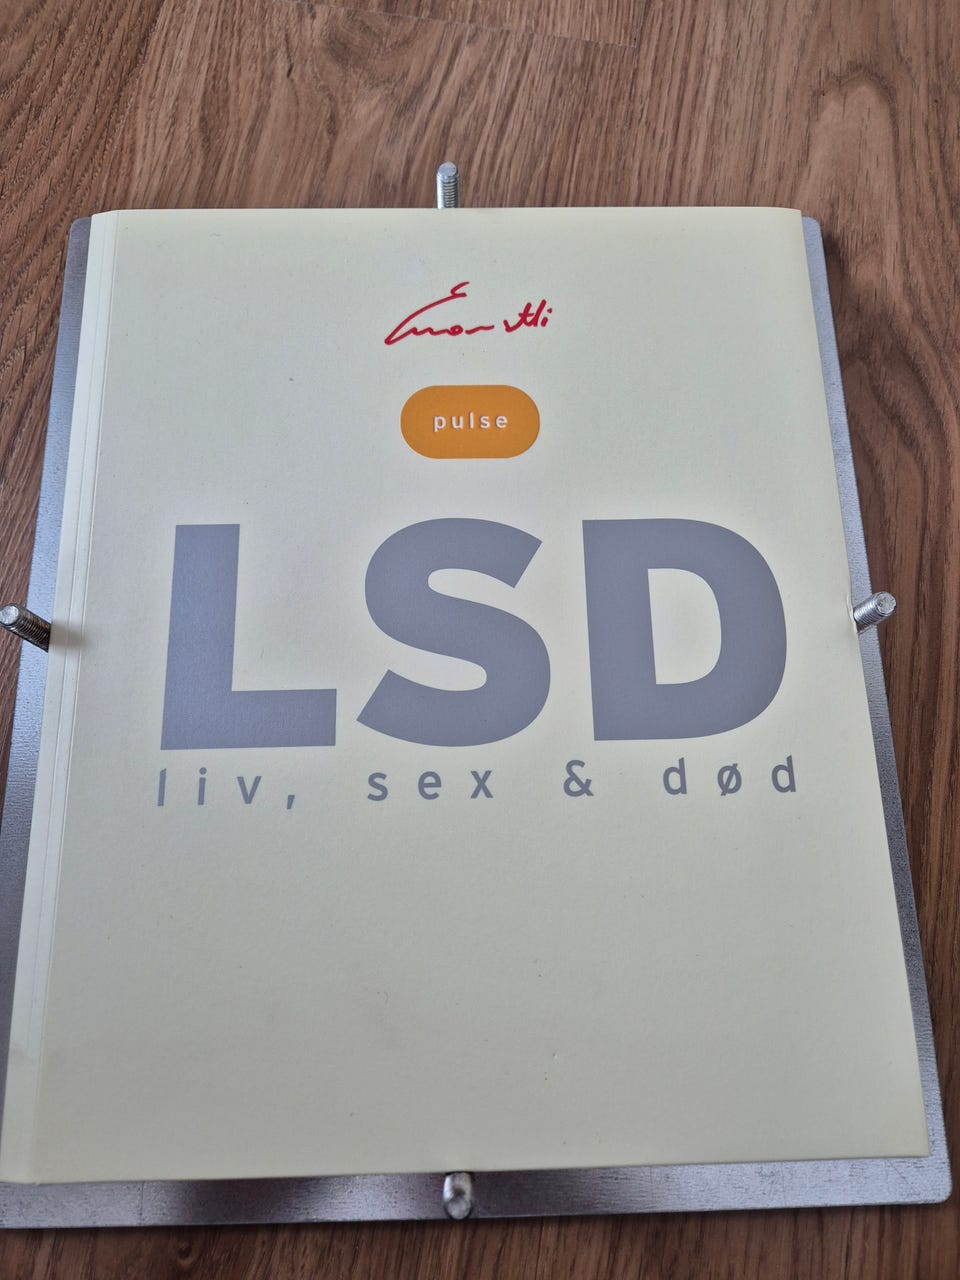 pulse
LSD
liv, sex & død